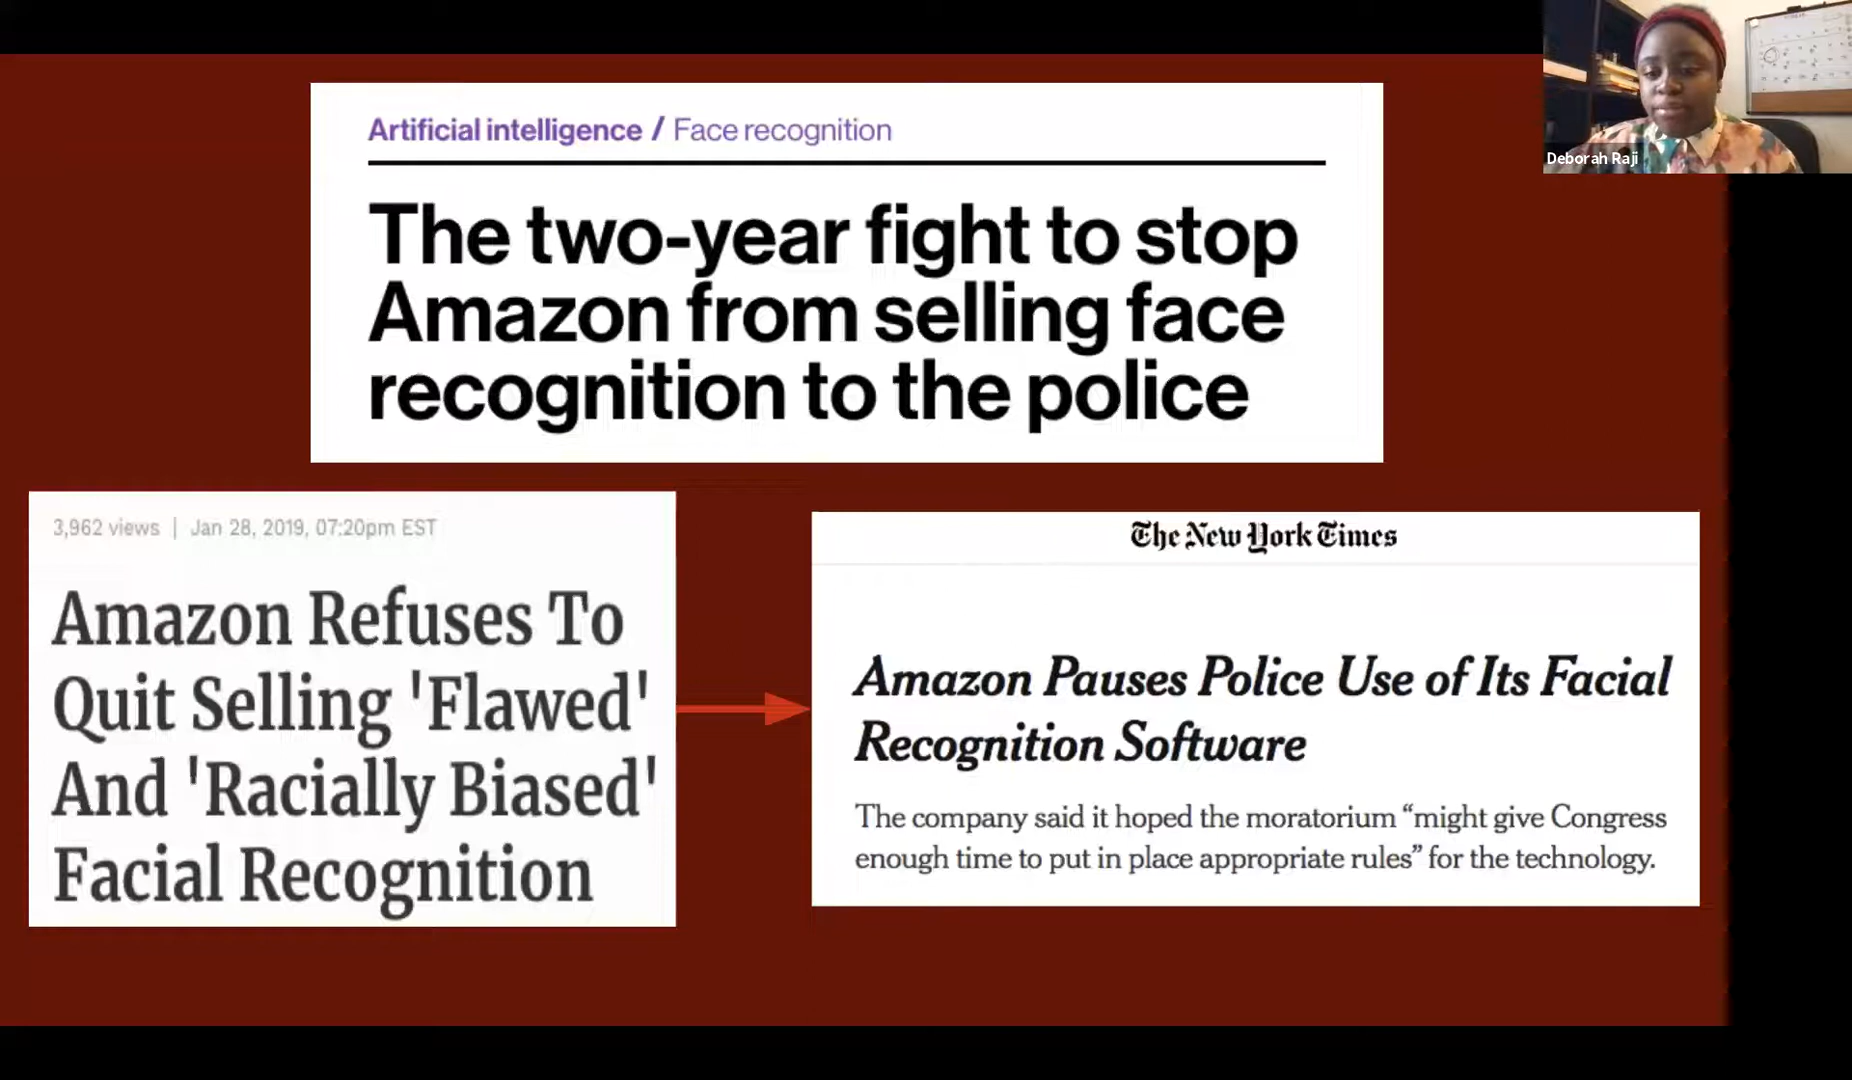 Artificial intelligence / Face recognition
The two-year fight to stop
Amazon from selling face
recognition to the police
Deborah Raji
3,962 views | Jan 28, 2019, 07:20pm EST
Amazon Refuses To
Quit Selling 'Flawed'
And 'Racially Biased'
Facial Recognition
The New York Times
Amazon Pauses Police Use of Its Facial
Recognition Software
The company said it hoped the moratorium “might give Congress
enough time to put in place appropriate rules” for the technology.